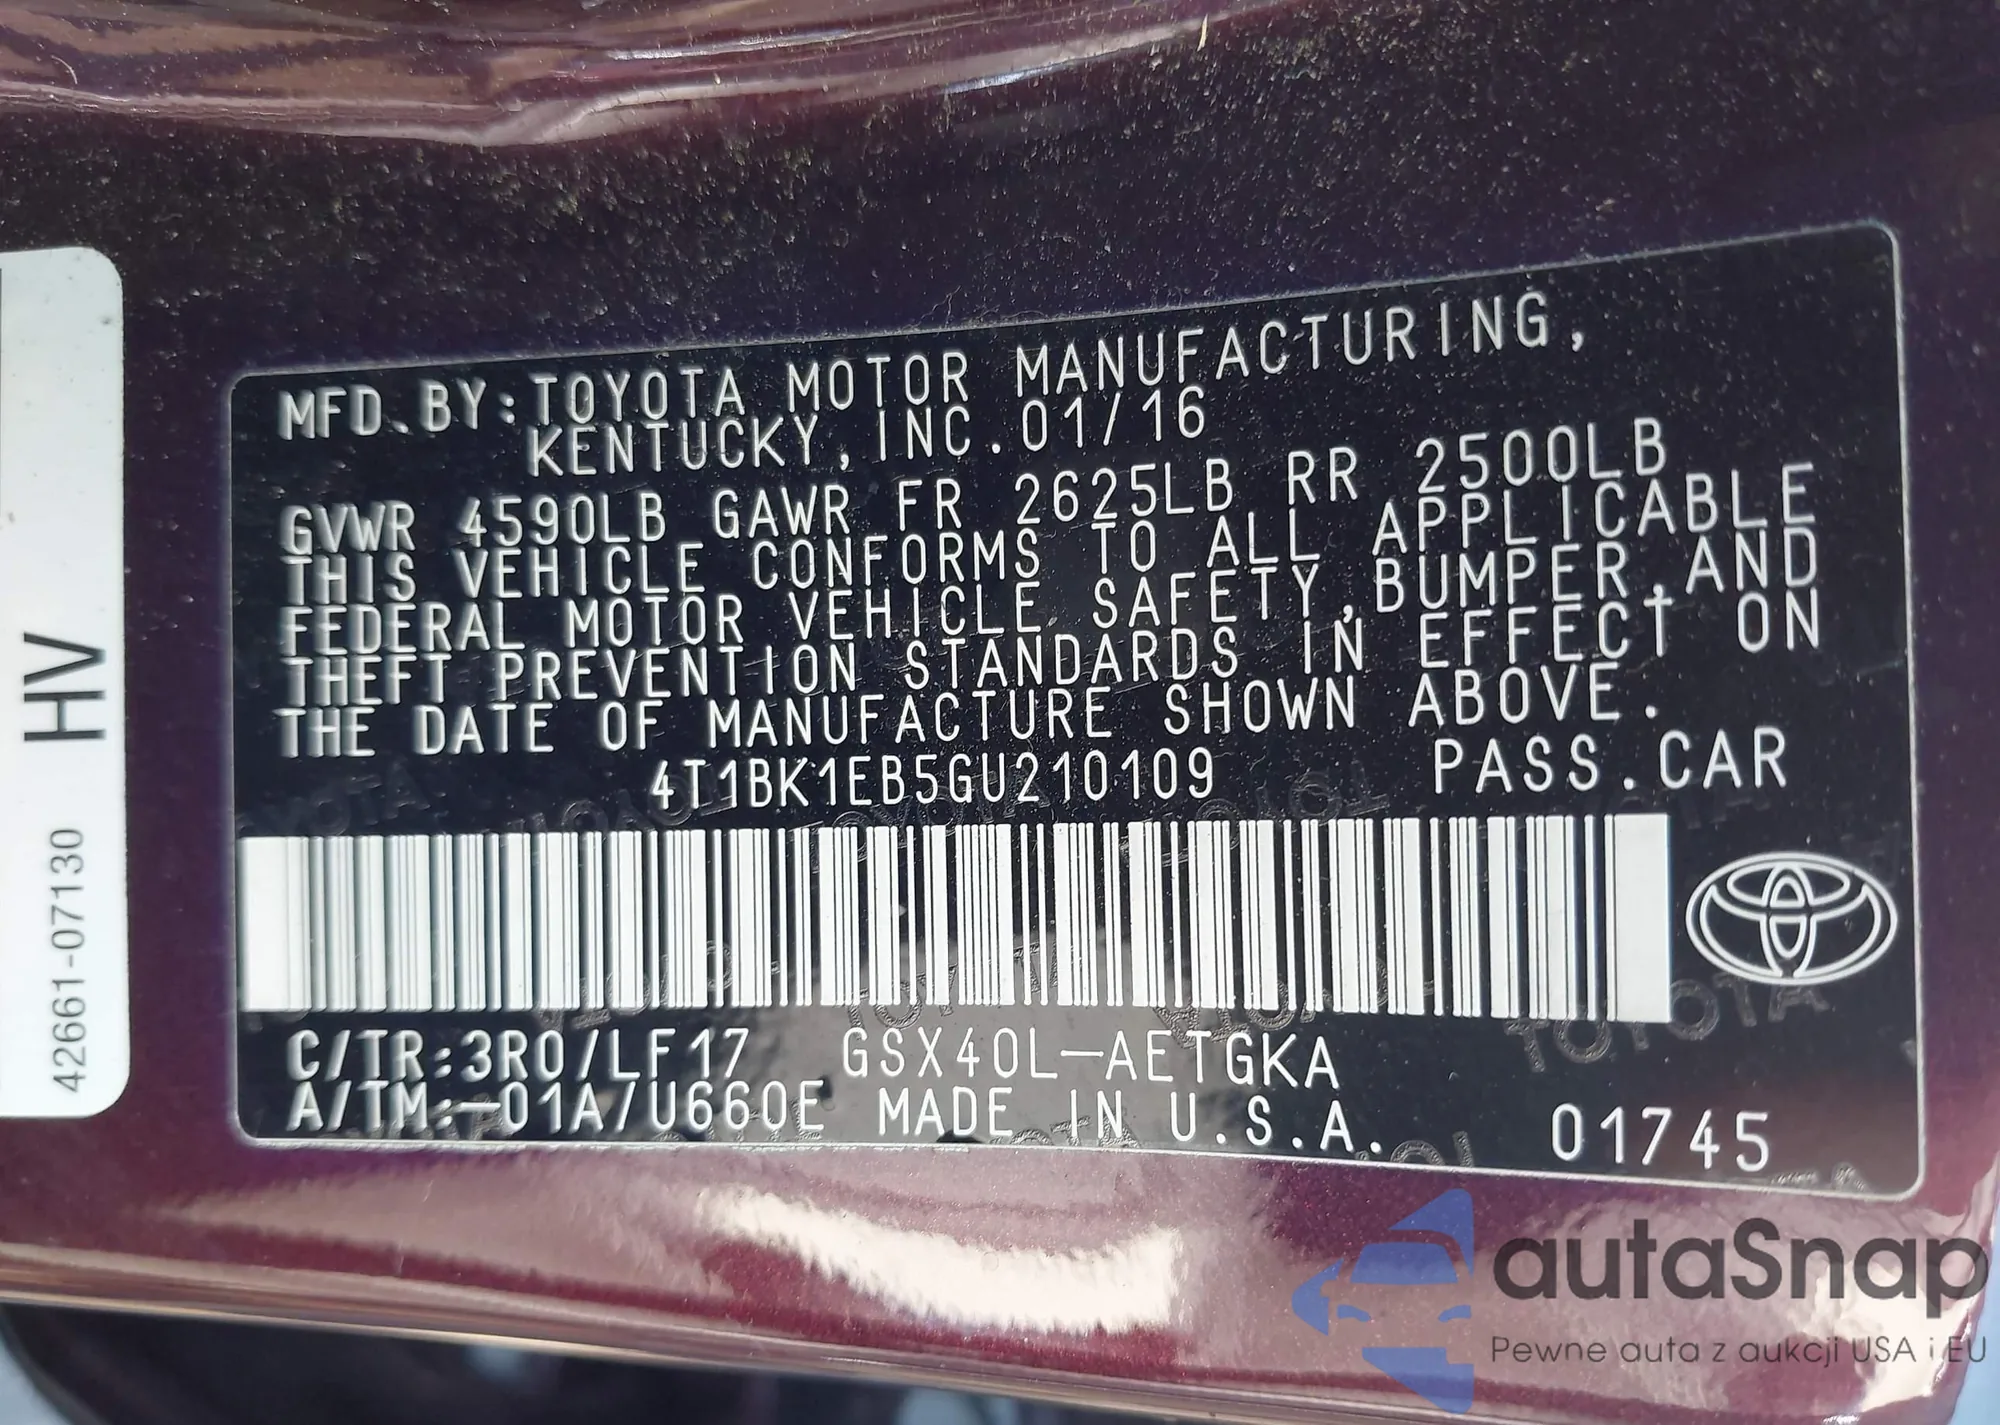 MFD.BY:TOYOTA MOTOR MANUFACTURING,
KENTUCKY, INC.01/16
GVWR 4590LB GAWR FR 2625LB RR 2500LB
THIS VEHICLE CONFORMS TO ALL APPLICABLE
FEDERAL MOTOR VEHICLE SAFETY,BUMPER,AND
THEFT PREVENTION STANDARDS IN EFFECT ON
THE DATE OF MANUFACTURE SHOWN ABOVE.
4T1BK1EB5GU210109 PASS.CAR
C/TR:3R0/LF17 GSX40L-AETGKA
A/TM:-01A/U660E MADE IN U.S.A. 01745
HV
42661-07130
TOYOTA
autaSnap
Pewne auta z aukcji USA i EU